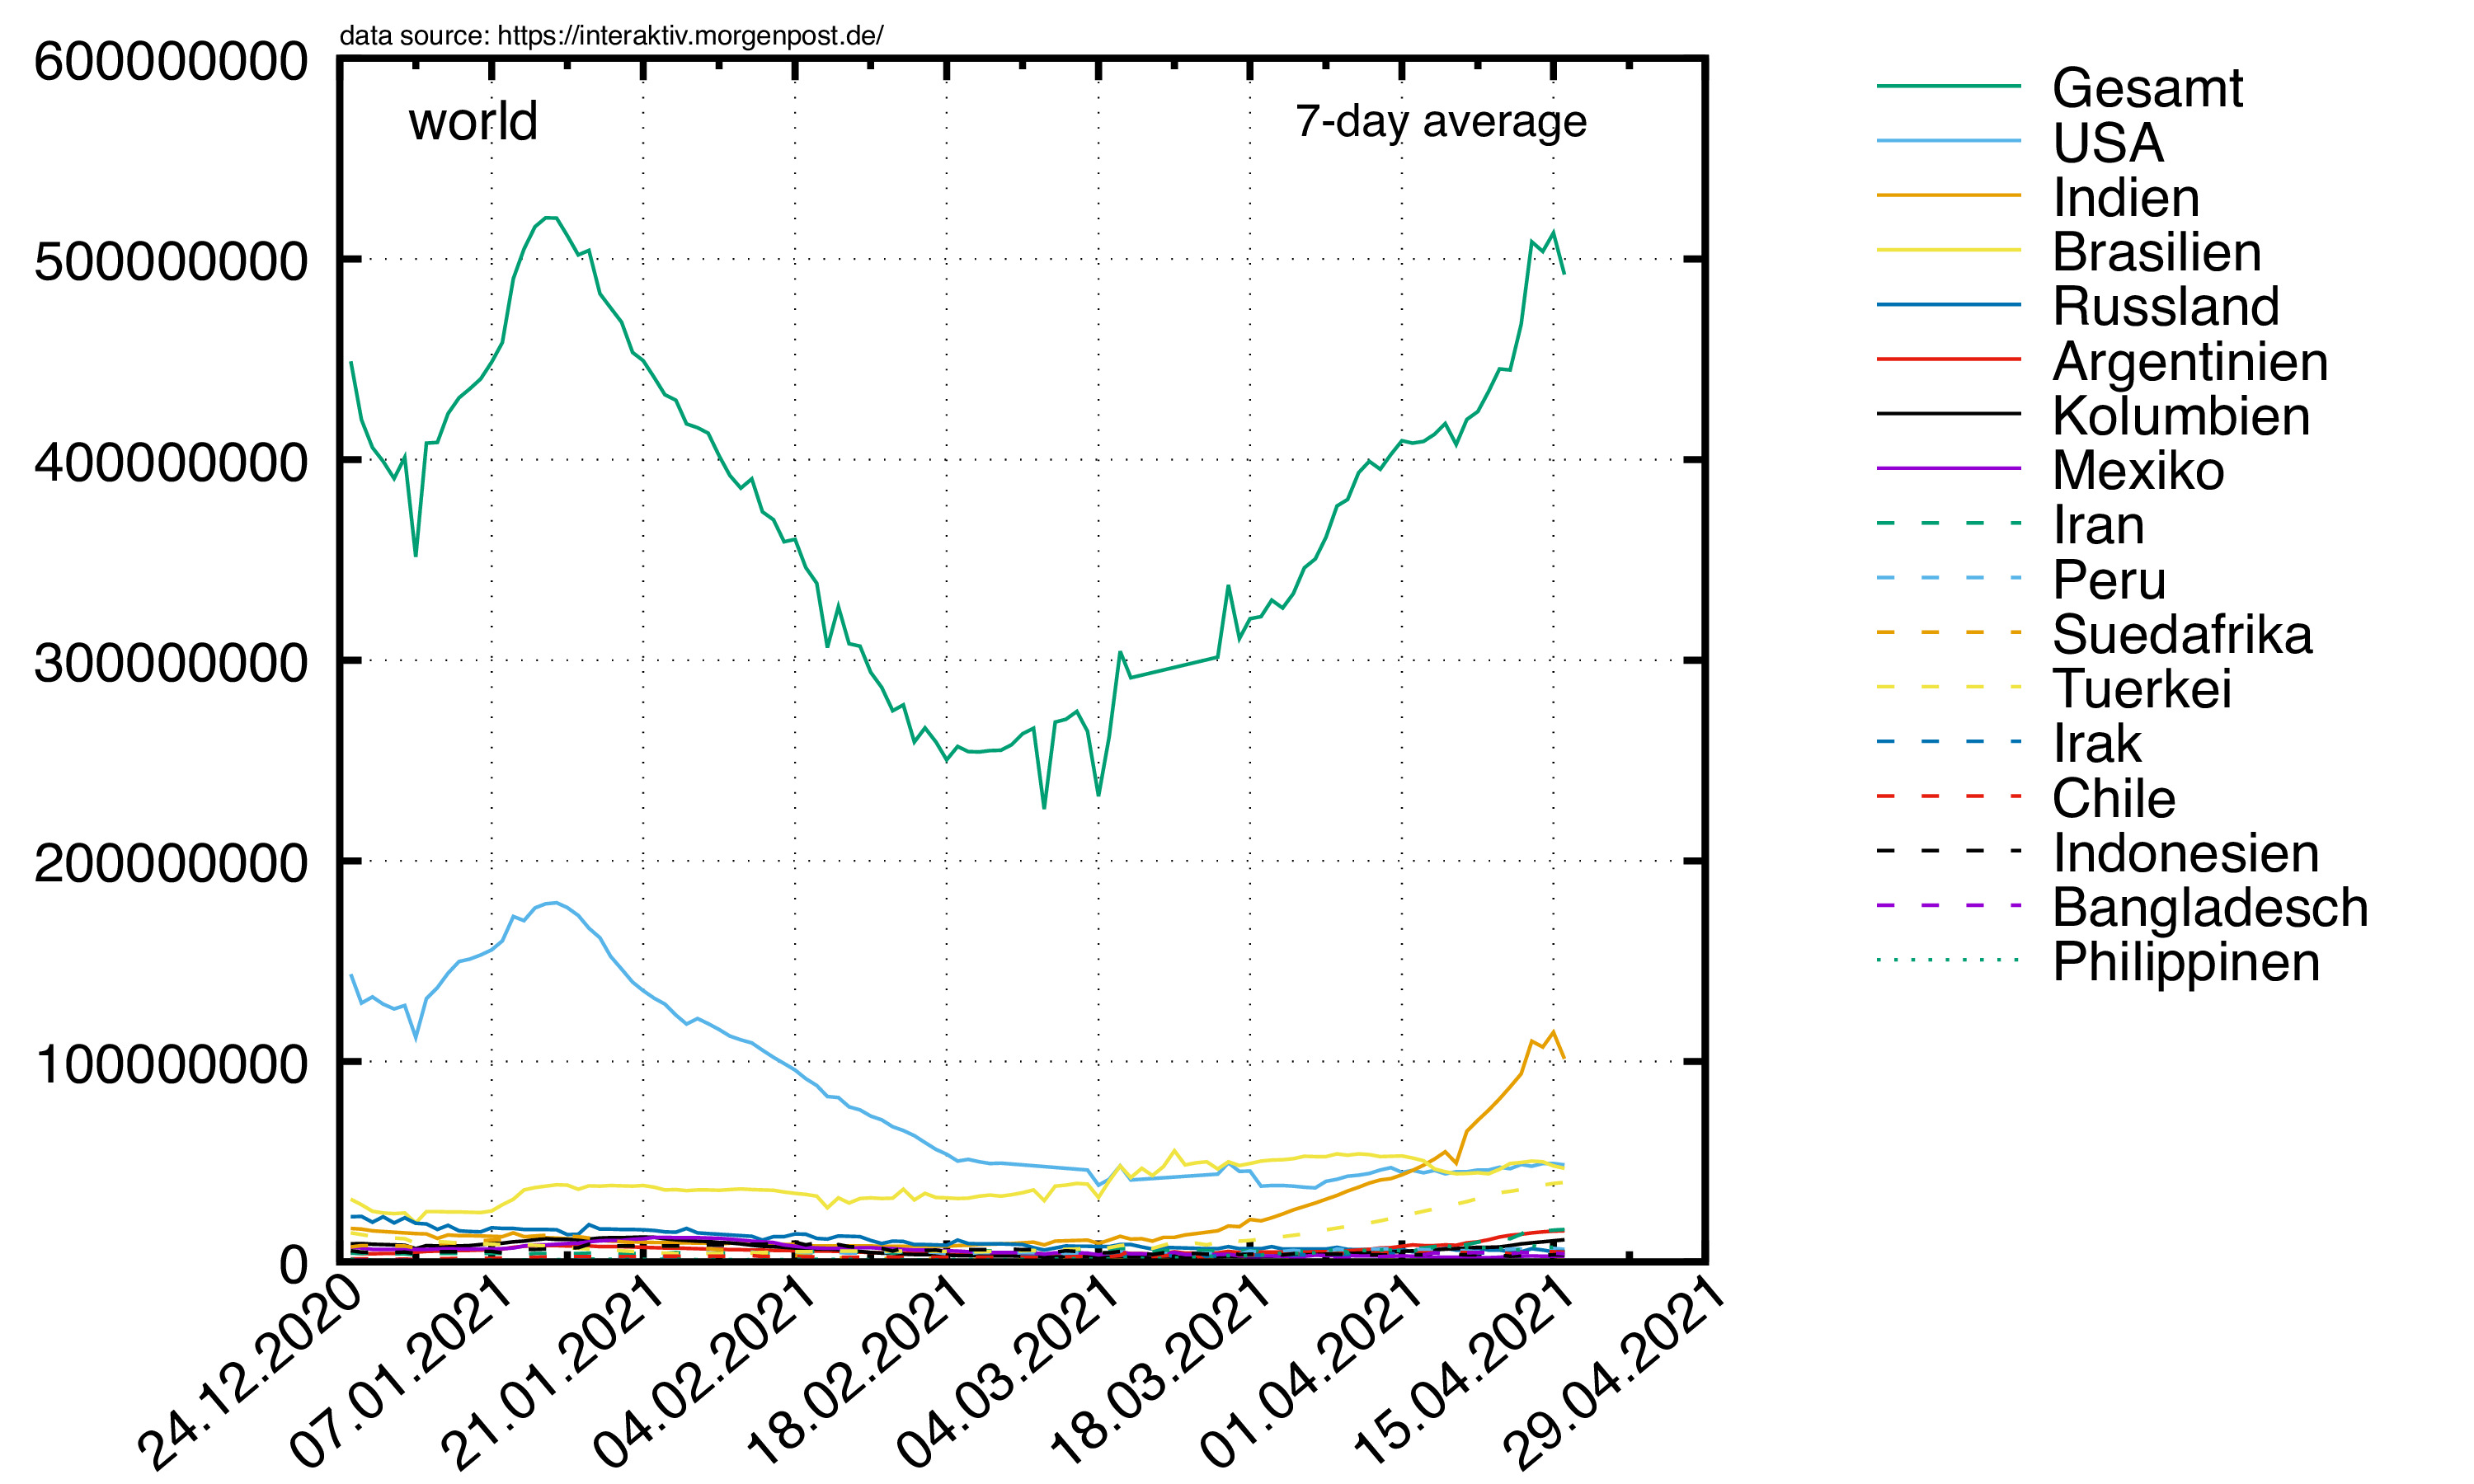 data source: https://interaktiv.morgenpost.de/
world
7-day average
600000000
500000000
400000000
300000000
200000000
100000000
0
24.12.2020
07.01.2021
21.01.2021
04.02.2021
18.02.2021
04.03.2021
18.03.2021
01.04.2021
15.04.2021
29.04.2021
Gesamt
USA
Indien
Brasilien
Russland
Argentinien
Kolumbien
Mexiko
Iran
Peru
Suedafrika
Tuerkei
Irak
Chile
Indonesien
Bangladesch
Philippinen